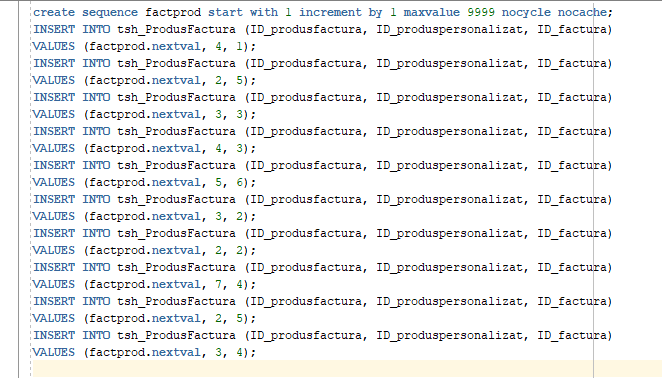 create sequence factprod start with 1 increment by 1 maxvalue 9999 nocycle nocache;
INSERT INTO tsh_ProdusFactura (ID_produsfactura, ID_produspersonalizat, ID_factura)
VALUES (factprod.nextval, 4, 1);
INSERT INTO tsh_ProdusFactura (ID_produsfactura, ID_produspersonalizat, ID_factura)
VALUES (factprod.nextval, 2, 5);
INSERT INTO tsh_ProdusFactura (ID_produsfactura, ID_produspersonalizat, ID_factura)
VALUES (factprod.nextval, 3, 3);
INSERT INTO tsh_ProdusFactura (ID_produsfactura, ID_produspersonalizat, ID_factura)
VALUES (factprod.nextval, 4, 3);
INSERT INTO tsh_ProdusFactura (ID_produsfactura, ID_produspersonalizat, ID_factura)
VALUES (factprod.nextval, 5, 6);
INSERT INTO tsh_ProdusFactura (ID_produsfactura, ID_produspersonalizat, ID_factura)
VALUES (factprod.nextval, 3, 2);
INSERT INTO tsh_ProdusFactura (ID_produsfactura, ID_produspersonalizat, ID_factura)
VALUES (factprod.nextval, 2, 2);
INSERT INTO tsh_ProdusFactura (ID_produsfactura, ID_produspersonalizat, ID_factura)
VALUES (factprod.nextval, 7, 4);
INSERT INTO tsh_ProdusFactura (ID_produsfactura, ID_produspersonalizat, ID_factura)
VALUES (factprod.nextval, 2, 5);
INSERT INTO tsh_ProdusFactura (ID_produsfactura, ID_produspersonalizat, ID_factura)
VALUES (factprod.nextval, 3, 4);